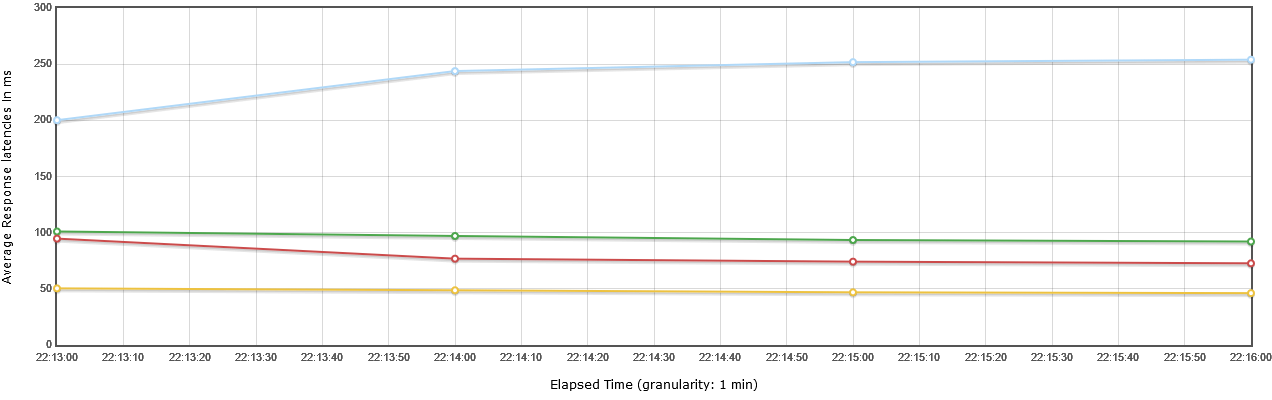 300
250
200
150
100
50
0
Average Response latencies in ms
22:13:00 22:13:10 22:13:20 22:13:30 22:13:40 22:13:50 22:14:00 22:14:10 22:14:20 22:14:30 22:14:40 22:14:50 22:15:00 22:15:10 22:15:20 22:15:30 22:15:40 22:15:50 22:16:00
Elapsed Time (granularity: 1 min)